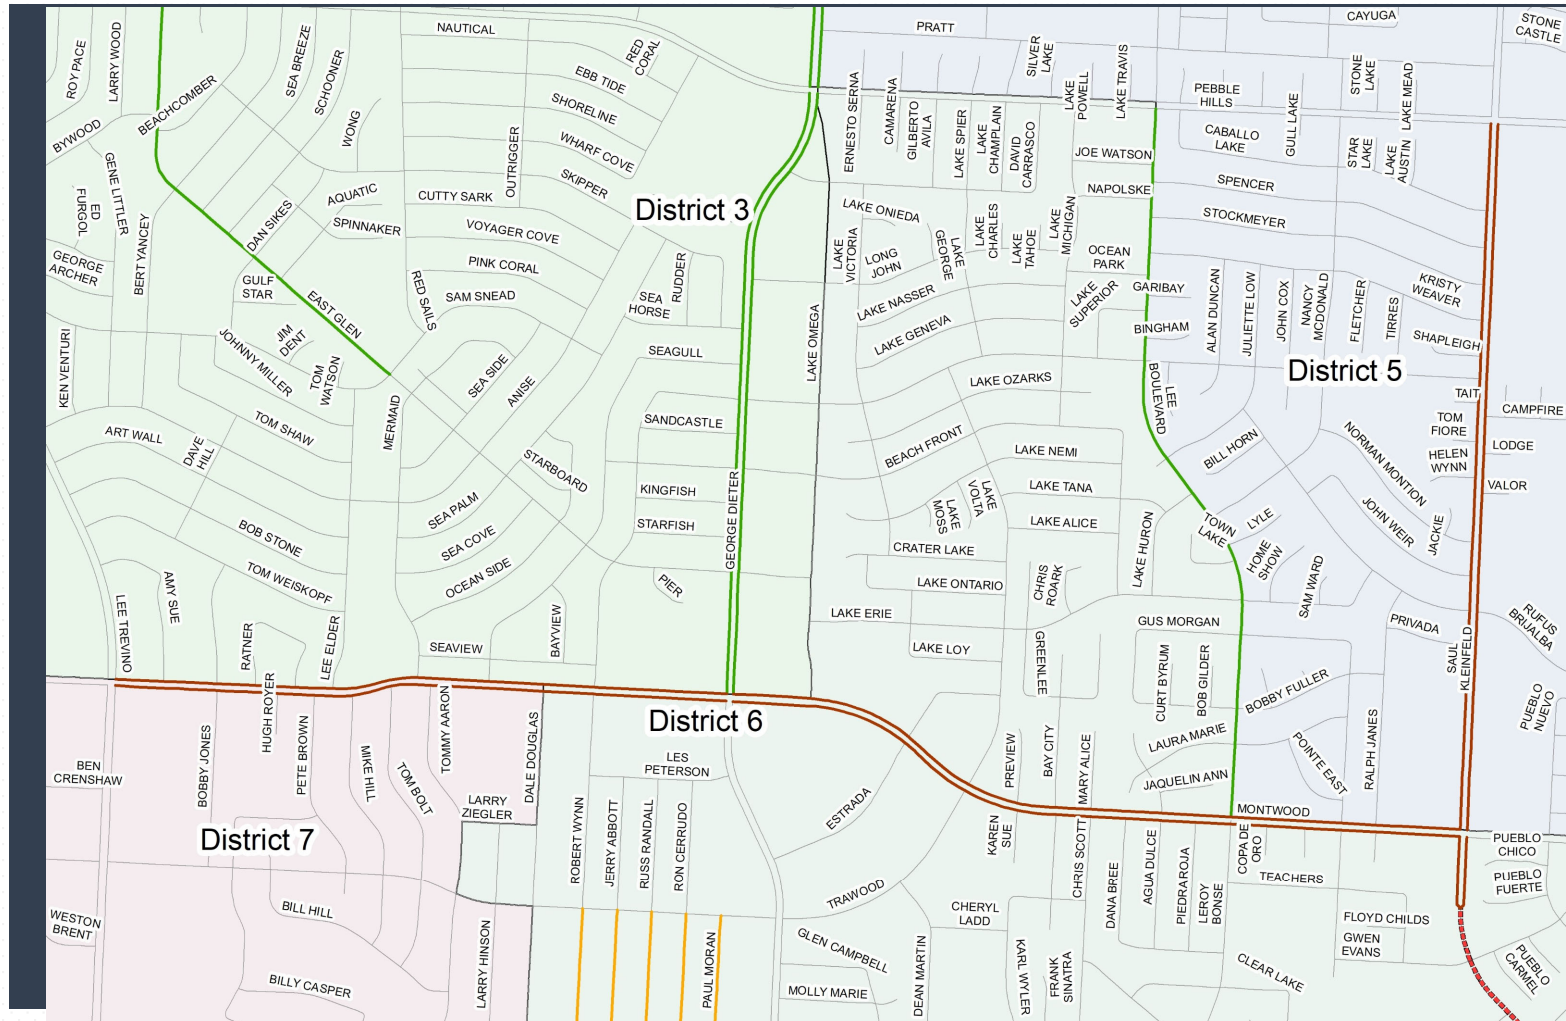 CAYUGA
STONE
CASTLE
NAUTICAL
PRATT
ROY PACE
LARRY WOOD
SEA BREEZE
SCHOONER
RED
CORAL
EBB TIDE
SILVER
LAKE
LAKE
POWELL
LAKE TRAVIS
STONE
LAKE
LAKE MEAD
BEACHCOMBER
SHORELINE
PEBBLE
HILLS
ERNESTO SERNA
CAMARENA
GILBERTO
AVILA
LAKE SPIER
LAKE
CHAMPLAIN
DAVID
CARRASCO
GULL LAKE
CABALLO
LAKE
BYWOOD
WONG
OUTRIGGER
WHARF COVE
JOE WATSON
STAR
LAKE
LAKE
AUSTIN
GENE LITTLER
ED
FURGOL
AQUATIC
CUTTY SARK
SKIPPER
District 3
NAPOLSKE
SPENCER
DAN SIKES
SPINNAKER
VOYAGER COVE
LAKE ONIEDA
STOCKMEYER
LAKE
VICTORIA
LONG
JOHN
LAKE
GEORGE
LAKE
CHARLES
LAKE
TAHOE
LAKE
MICHIGAN
OCEAN
PARK
BERT YANCEY
GEORGE
ARCHER
GULF
STAR
PINK CORAL
RED SAILS
SAM SNEAD
RUDDER
SEA
HORSE
LAKE NASSER
LAKE
SUPERIOR
GARIBAY
ALAN DUNCAN
JULIETTE LOW
JOHN COX
NANCY
MCDONALD
FLETCHER
TIRRES
KRISTY
WEAVER
EAST GLEN
LAKE OMEGA
LAKE GENEVA
BINGHAM
SHAPLEIGH
KEN VENTURI
JIM
DENT
JOHNNY MILLER
TOM
WATSON
SEAGULL
SEA SIDE
ANISE
LAKE OZARKS
LEE
BOULEVARD
District 5
TAIT
CAMPFIRE
MERMAID
TOM SHAW
SANDCASTLE
TOM
FIORE
ART WALL
DAVE
HILL
BEACH FRONT
LAKE NEMI
BILL HORN
NORMAN MONTION
HELEN
WYNN
LODGE
STARBOARD
KINGFISH
LAKE TANA
VALOR
GEORGE DIETER
SEA PALM
STARFISH
LAKE
MOSS
LAKE
VOLTA
LAKE ALICE
LAKE HURON
TOWN
LAKE
LYLE
JOHN WEIR
JACKIE
BOB STONE
SEA COVE
CRATER LAKE
HOME
SHOW
SAM WARD
TOM WEISKOPF
OCEAN SIDE
PIER
LAKE ONTARIO
CHRIS
ROARK
AMY SUE
LEE TREVINO
BAYVIEW
LAKE ERIE
GUS MORGAN
PRIVADA
RUFUS
BRIJALBA
RATNER
LEE ELDER
SEAVIEW
LAKE LOY
GREENLEE
SAUL
KLEINFELD
CURT BYRUM
BOB GILDER
BOBBY FULLER
PUEBLO
NUEVO
HUGH ROYER
TOMMY AARON
DALE DOUGLAS
District 6
BOBBY JONES
PETE BROWN
MIKE HILL
TOM BOLT
LES
PETERSON
PREVIEW
BAY CITY
MARY ALICE
LAURA MARIE
POINTE EAST
RALPH JANES
BEN
CRENSHAW
JAQUELIN ANN
LARRY
ZIEGLER
ESTRADA
MONTWOOD
District 7
ROBERT WYNN
JERRY ABBOTT
RUSS RANDALL
RON CERRUDO
KAREN
SUE
CHRIS SCOTT
DANA BREE
AGUA DULCE
PIEDRAROJA
LEROY
BONSE
COPA DE
ORO
PUEBLO
CHICO
TEACHERS
PUEBLO
FUERTE
TRAWOOD
BILL HILL
CHERYL
LADD
FLOYD CHILDS
WESTON
BRENT
GLEN CAMPBELL
GWEN
EVANS
LARRY HINSON
PAUL MORAN
DEAN MARTIN
KARL WYLER
FRANK
SINATRA
CLEAR LAKE
PUEBLO
CARMEL
BILLY CASPER
MOLLY MARIE